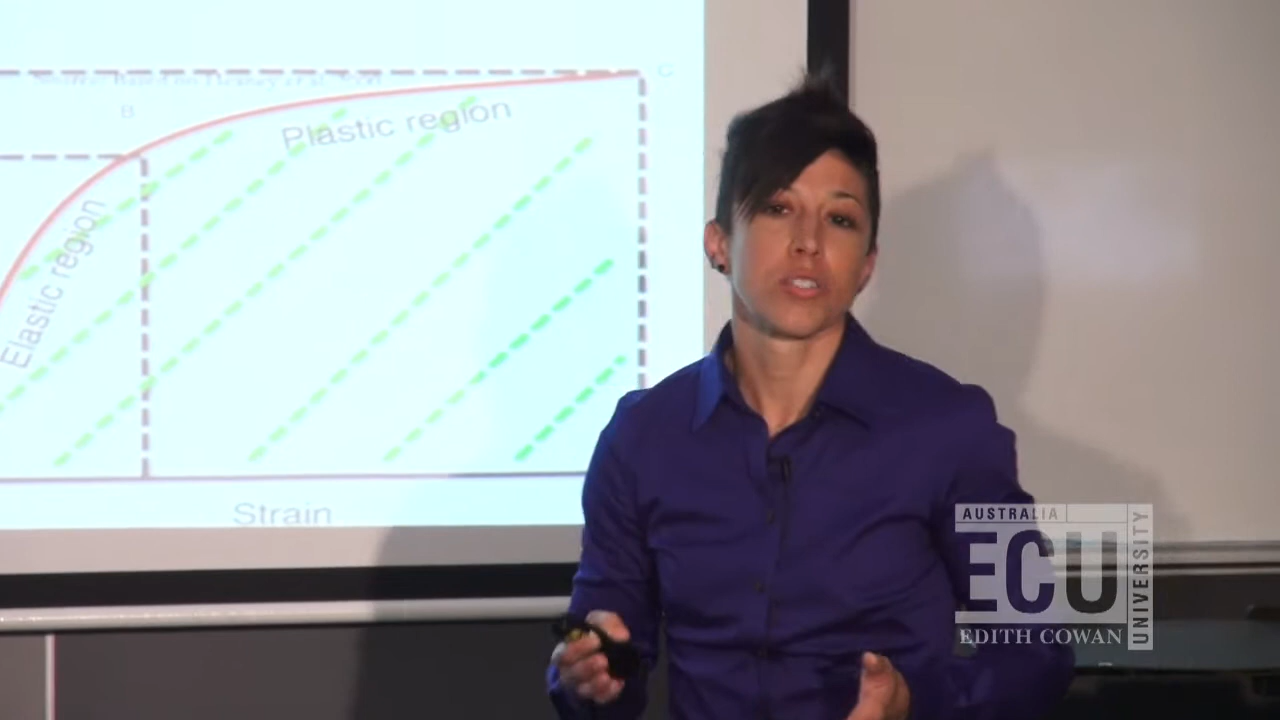 C
B
Plastic region
Elastic region
Strain
AUSTRALIA
ECU
UNIVERSITY
EDITH COWAN